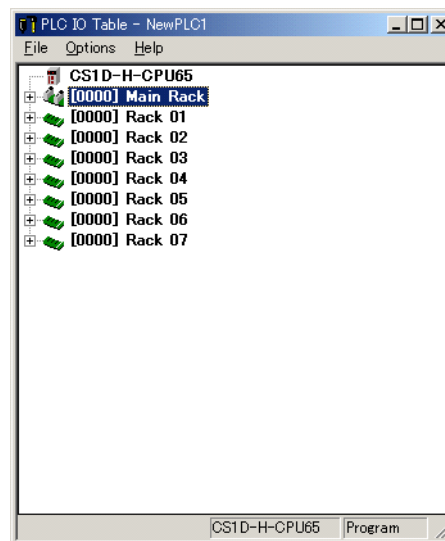 PLC IO Table - NewPLC1
File Options Help
CS1D-H-CPU65
[0000] Main Rack
[0000] Rack 01
[0000] Rack 02
[0000] Rack 03
[0000] Rack 04
[0000] Rack 05
[0000] Rack 06
[0000] Rack 07
CS1D-H-CPU65 Program